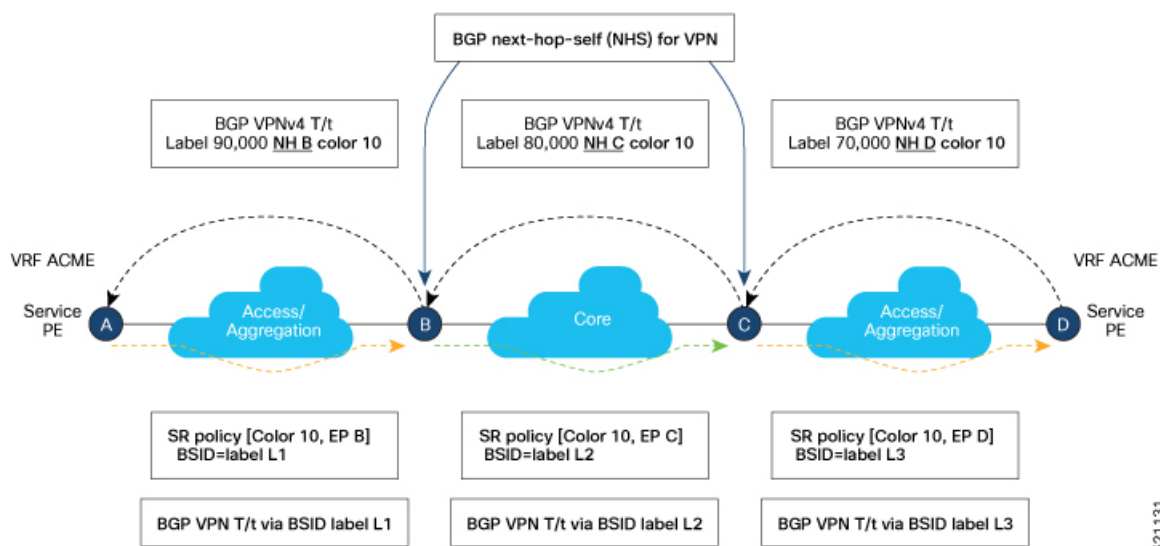 BGP next-hop-self (NHS) for VPN
BGP VPNv4 T/t
Label 90,000 NH B color 10
BGP VPNv4 T/t
Label 80,000 NH C color 10
BGP VPNv4 T/t
Label 70,000 NH D color 10
VRF ACME
VRF ACME
Service
PE
A
Access/
Aggregation
B
Core
C
Access/
Aggregation
D
Service
PE
SR policy [Color 10, EP B]
BSID=label L1
SR policy [Color 10, EP C]
BSID=label L2
SR policy [Color 10, EP D]
BSID=label L3
BGP VPN T/t via BSID label L1
BGP VPN T/t via BSID label L2
BGP VPN T/t via BSID label L3